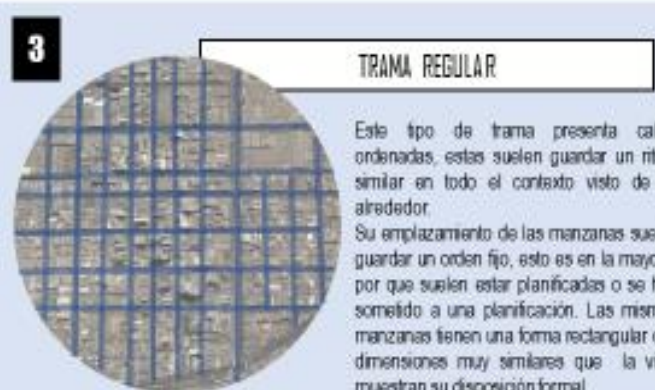 3
TRAMA REGULAR
Este tipo de trama presenta
ordenadas, estas suelen guardar un
similar en todo el contexto visto de
alrededor.
Su emplazamiento de las manzanas
guardar un orden fijo, esto es en la
por que suelen estar planificadas o se
sometido a una planificación. Las
manzanas tienen una forma rectangular
dimensiones muy similares que la
muestran su disposición formal